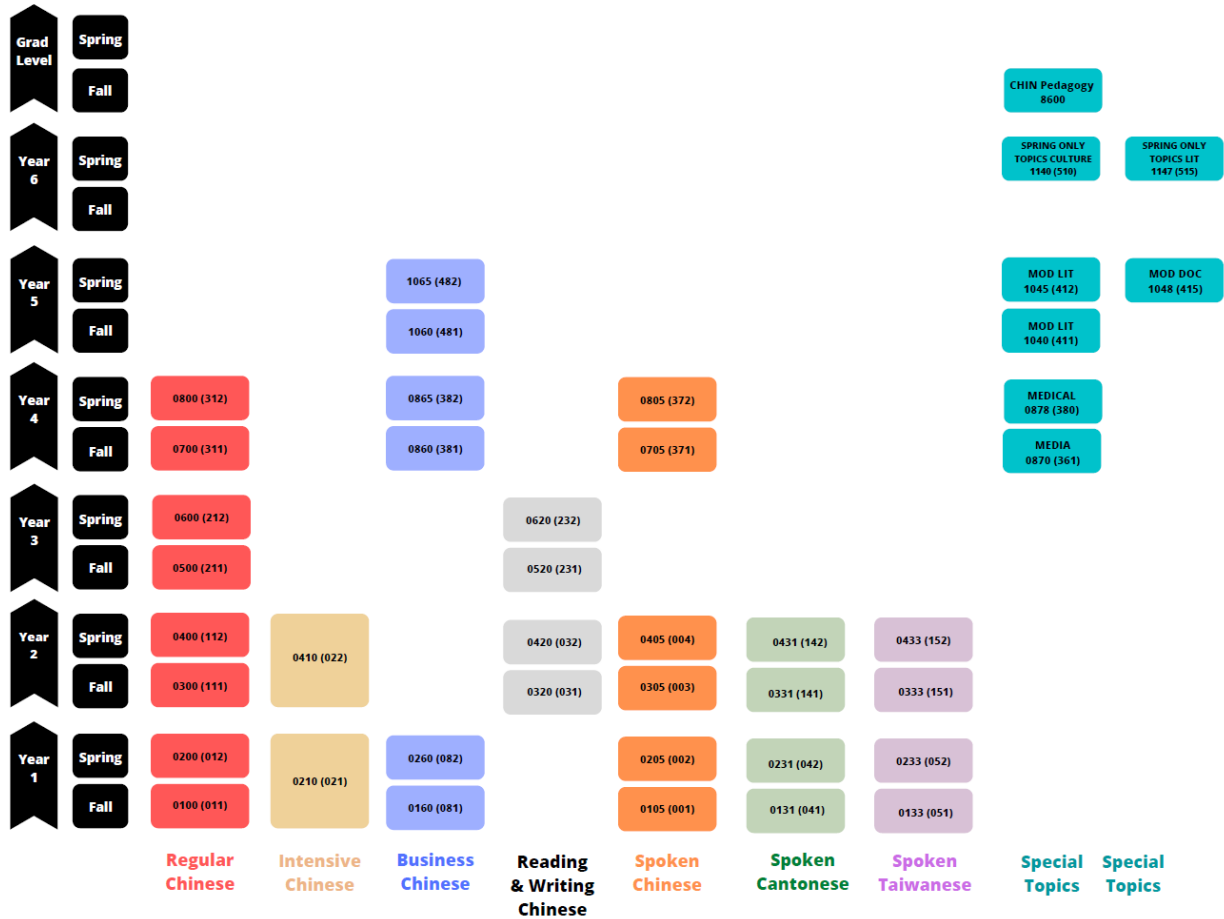 Grad
Level
Spring
Fall
CHIN Pedagogy
8600
Year
6
Spring
SPRING ONLY
TOPICS CULTURE
1140 (510)
SPRING ONLY
TOPICS LIT
1147 (515)
Fall
Year
5
Spring
1065 (482)
MOD LIT
1045 (412)
MOD DOC
1048 (415)
Fall
1060 (481)
MOD LIT
1040 (411)
Year
4
Spring
0800 (312)
0865 (382)
0805 (372)
MEDICAL
0878 (380)
Fall
0700 (311)
0860 (381)
0705 (371)
MEDIA
0870 (361)
Year
3
Spring
0600 (212)
0620 (232)
Fall
0500 (211)
0520 (231)
Year
2
Spring
0400 (112)
0410 (022)
0420 (032)
0405 (004)
0431 (142)
0433 (152)
Fall
0300 (111)
0320 (031)
0305 (003)
0331 (141)
0333 (151)
Year
1
Spring
0200 (012)
0210 (021)
0260 (082)
0205 (002)
0231 (042)
0233 (052)
Fall
0100 (011)
0160 (081)
0105 (001)
0131 (041)
0133 (051)
Regular
Chinese
Intensive
Chinese
Business
Chinese
Reading
& Writing
Chinese
Spoken
Chinese
Spoken
Cantonese
Spoken
Taiwanese
Special
Topics
Special
Topics